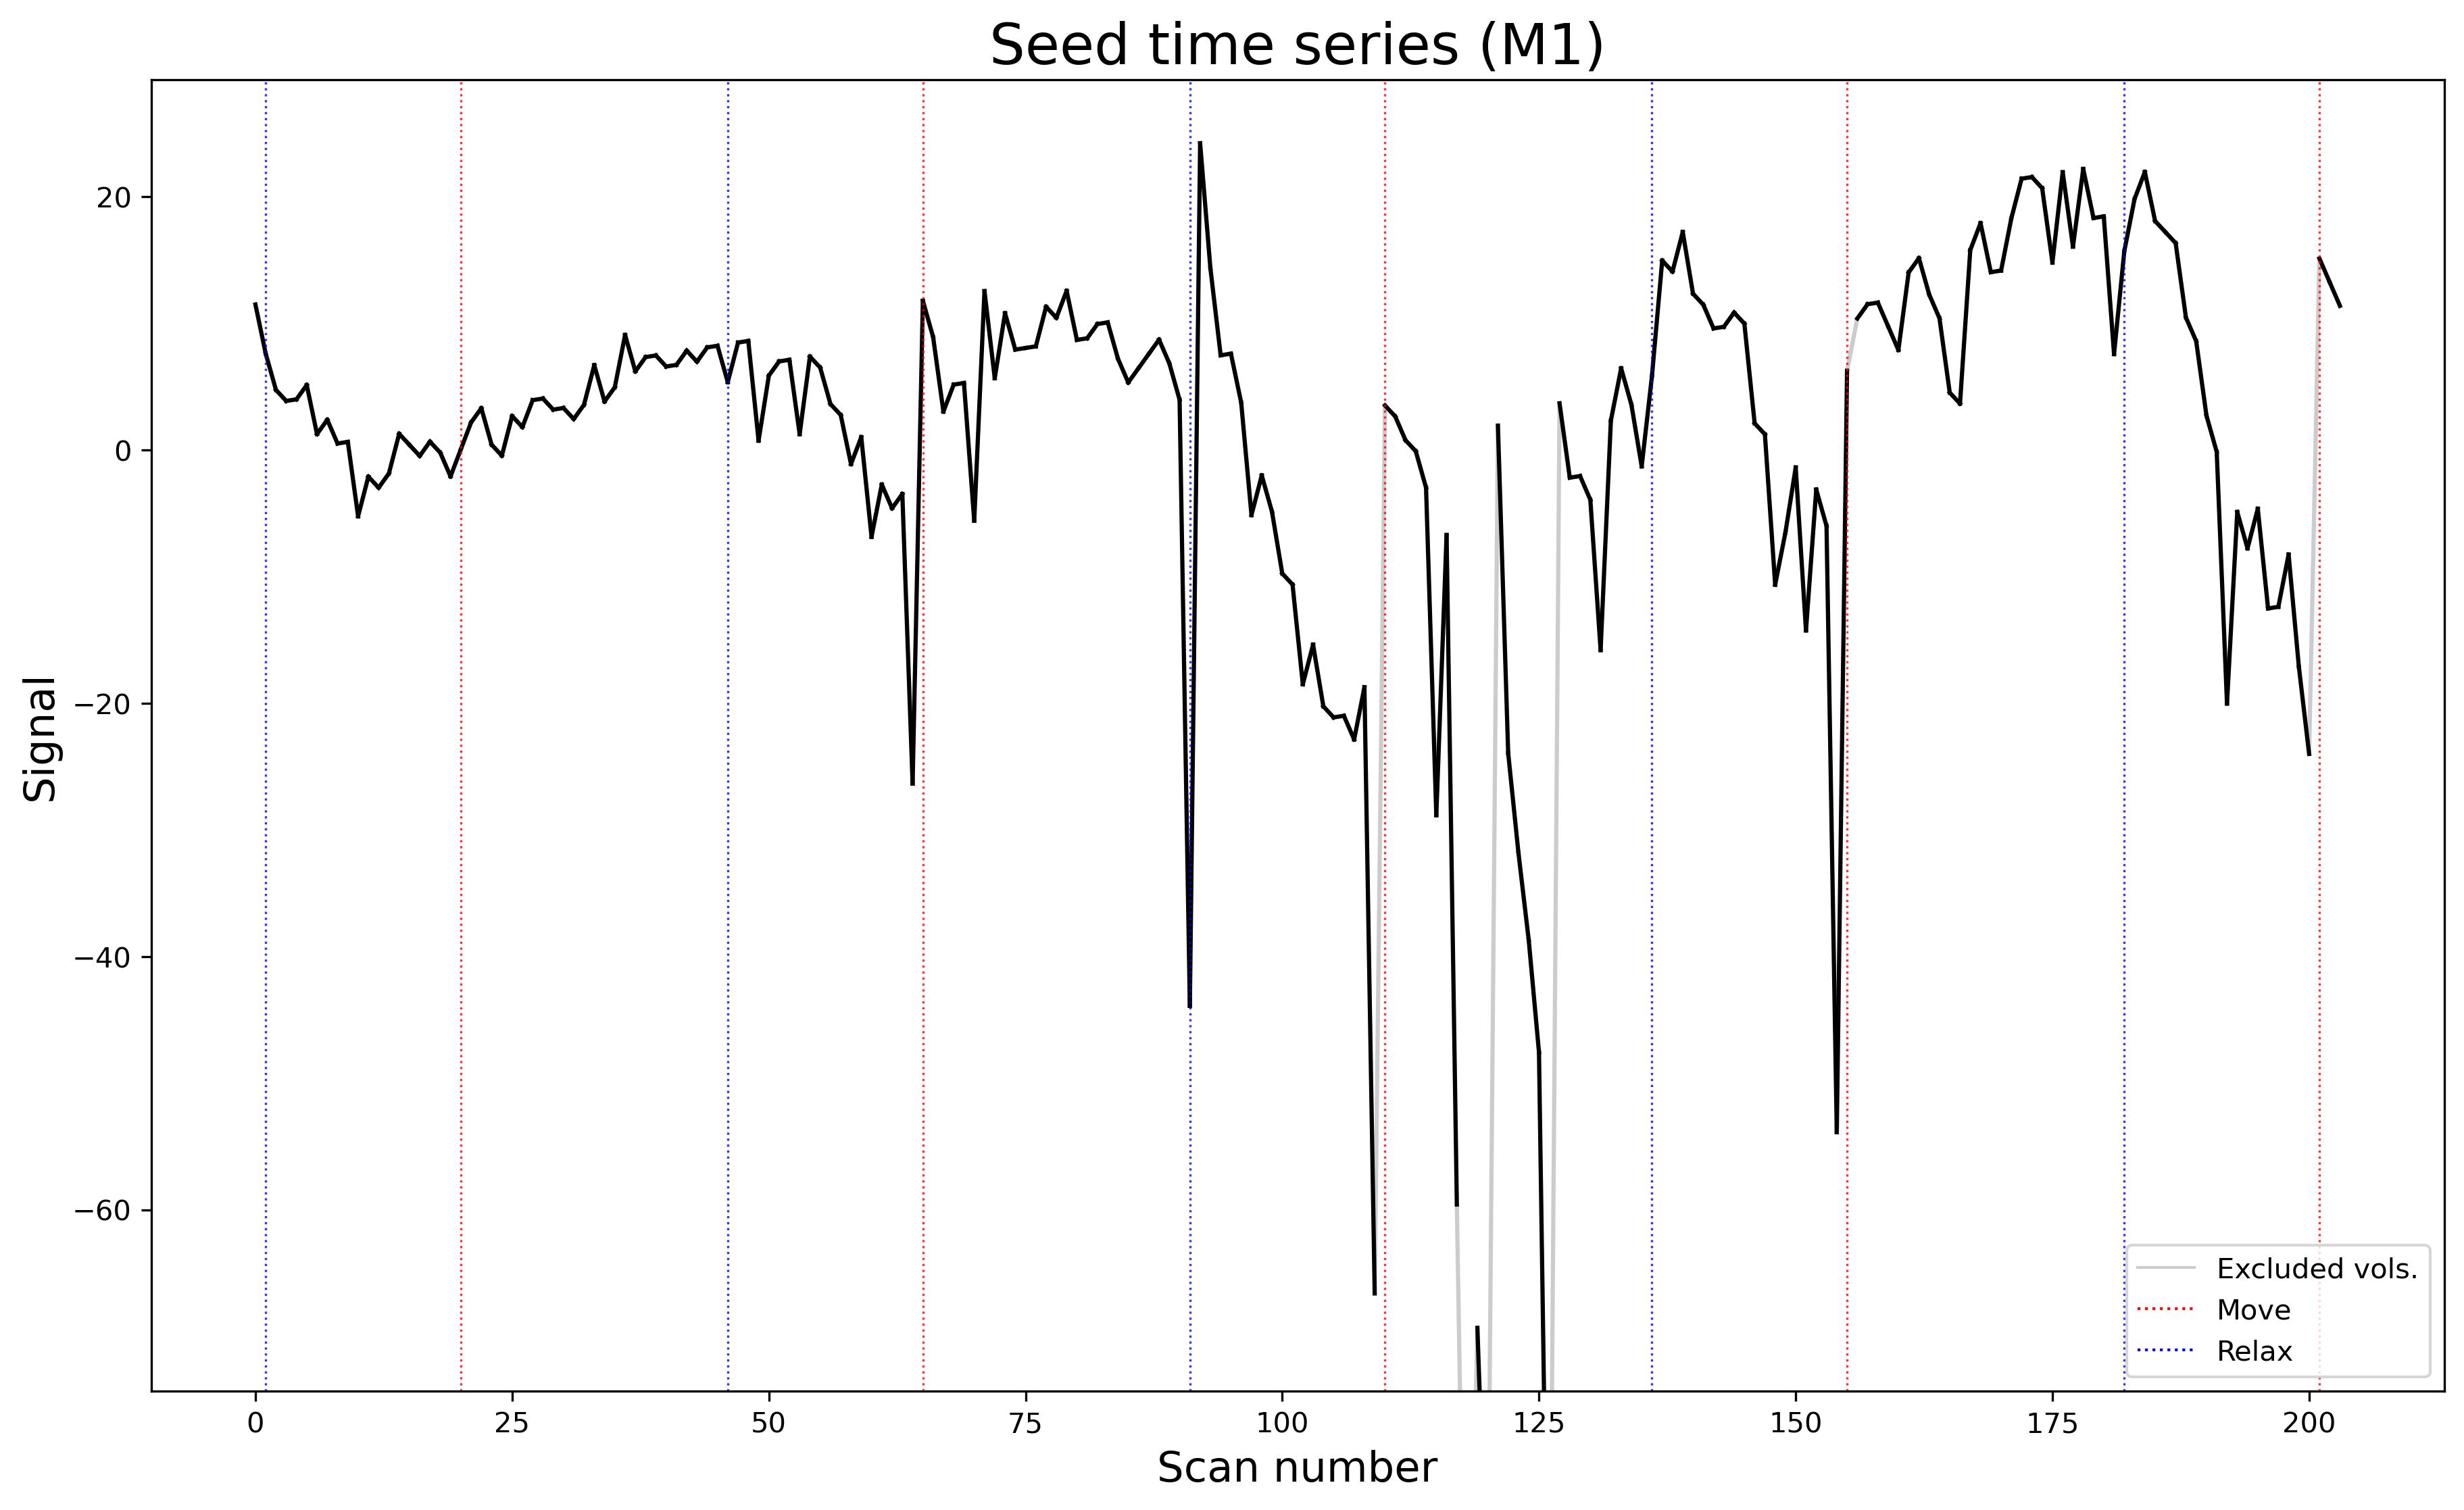 Seed time series (M1)
20
0
−20
−40
−60
Signal
0 25 50 75 100 125 150 175 200
Scan number
Excluded vols.
Move
Relax